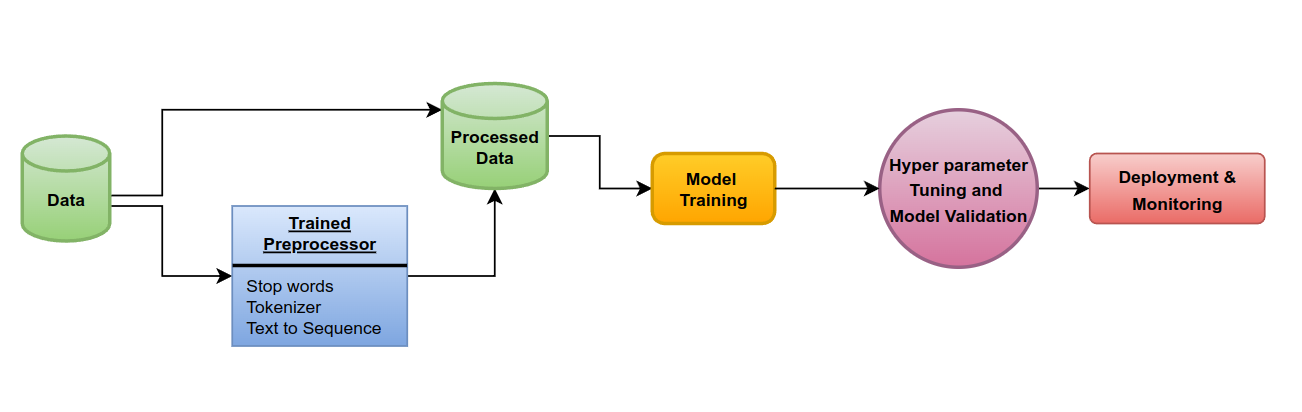 Data
Trained
Preprocessor
Stop words
Tokenizer
Text to Sequence
Processed
Data
Model
Training
Hyper parameter
Tuning and
Model Validation
Deployment &
Monitoring